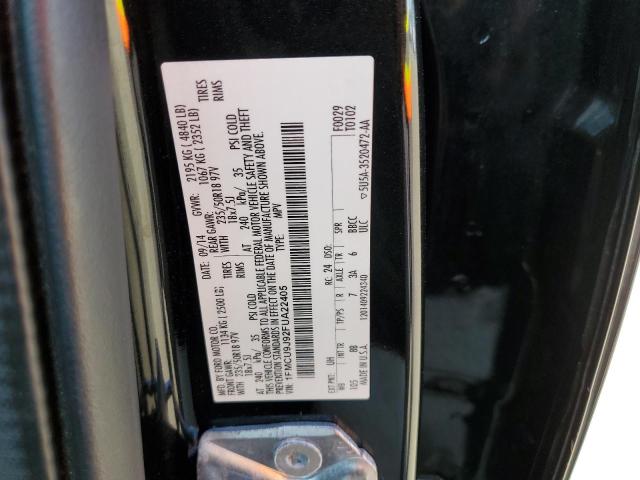 MFD. BY FORD MOTOR CO.
DATE: 09/14 GVWR: 2195 KG ( 4840 LB)
FRONT GAWR: 1134 KG ( 2500 LB) REAR GAWR: 1067 KG ( 2352 LB)
WITH 235/50R18 97V TIRES WITH 235/50R18 97V TIRES
18x7.5J RIMS 18x7.5J RIMS
AT 240 kPa/ 35 PSI COLD AT 240 kPa/ 35 PSI COLD
THIS VEHICLE CONFORMS TO ALL APPLICABLE FEDERAL MOTOR VEHICLE SAFETY AND THEFT
PREVENTION STANDARDS IN EFFECT ON THE DATE OF MANUFACTURE SHOWN ABOVE.
VIN: 1FMCU9J92FUA22405 TYPE: MPV
F0029
T0102
EXT PNT: UH RC: 24 DSO:
WB INT TR TP/PS R AXLE TR SPR
105 BB 7 3A 6 BBCC
MADE IN U.S.A. ULC
5U5A-3520472-AA